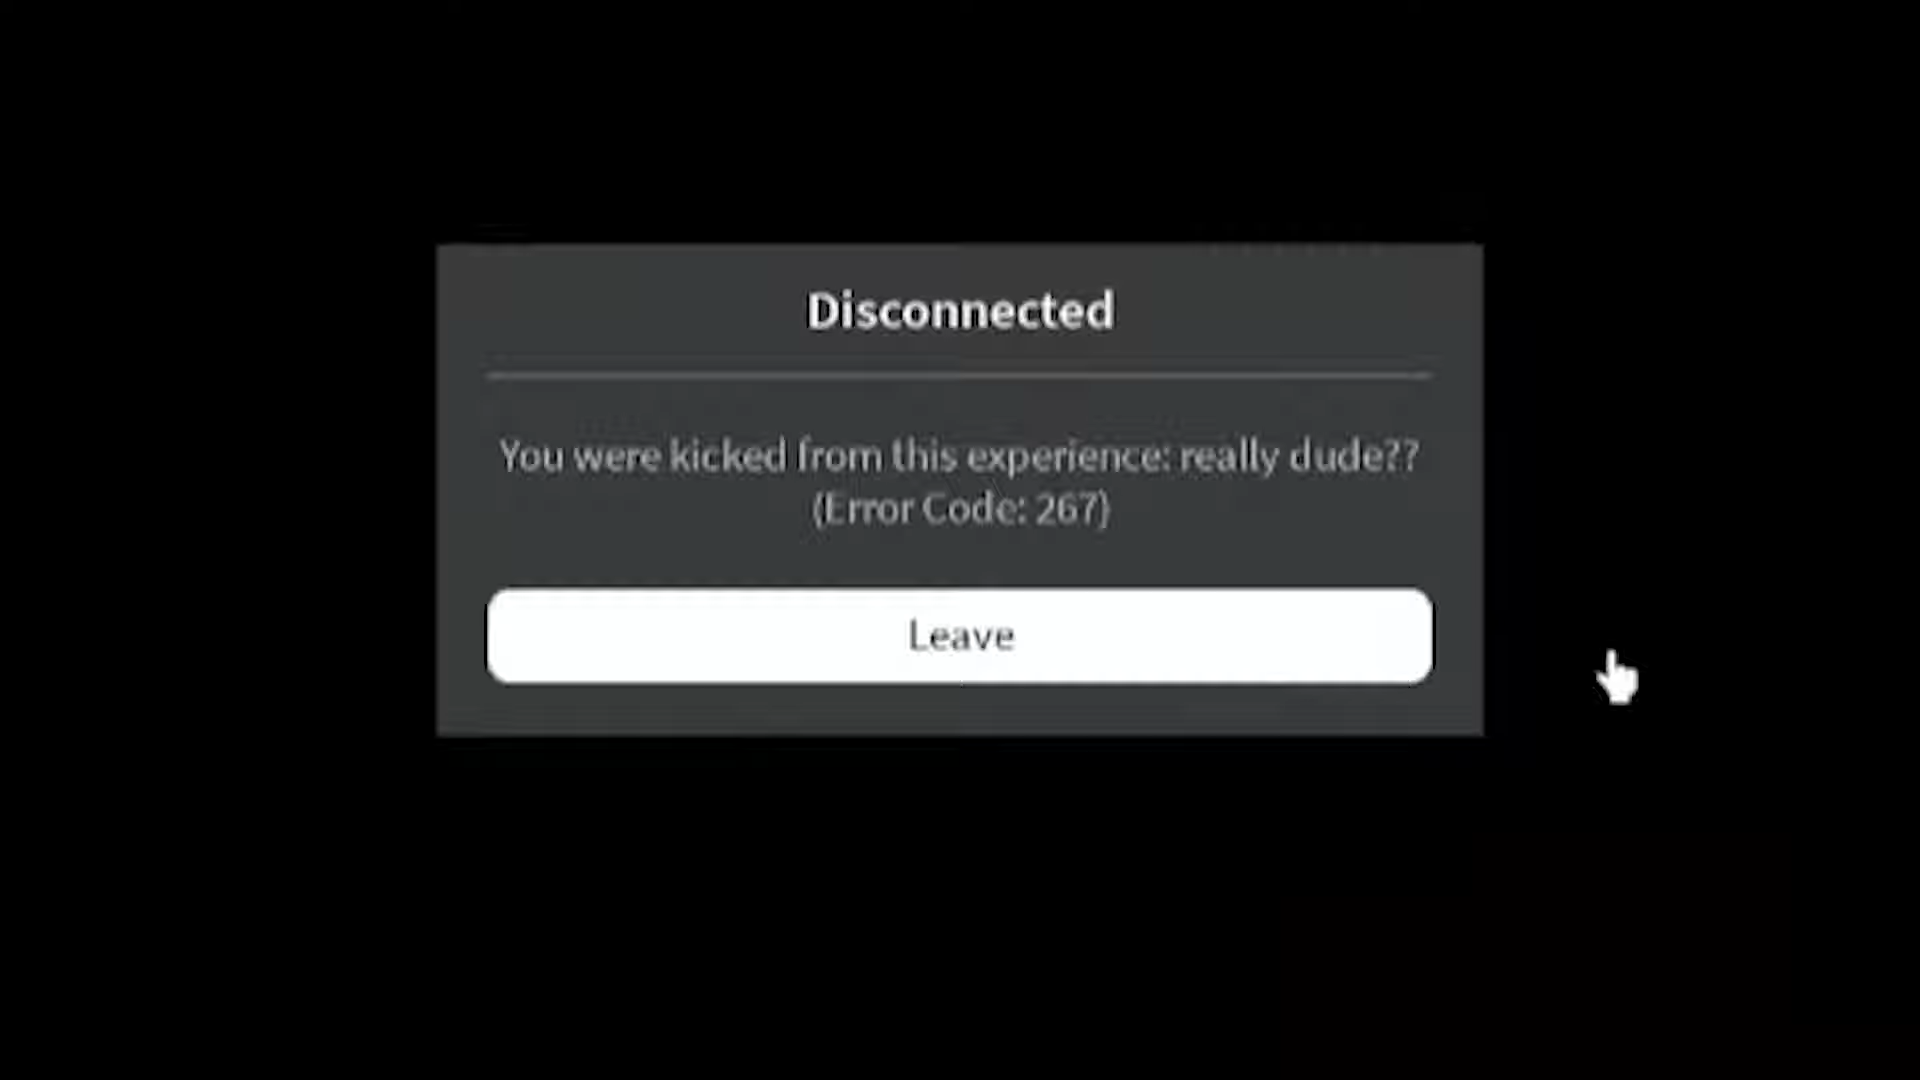 Disconnected
You were kicked from this experience: really dude??
(Error Code: 267)
Leave